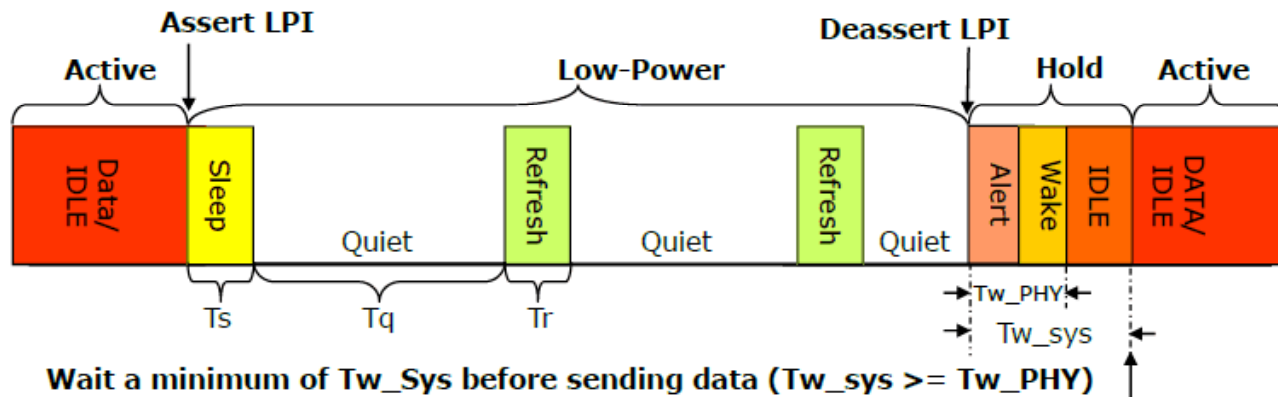 Assert LPI
Deassert LPI
Active
Low-Power
Hold
Active
Data/
IDLE
Sleep
Quiet
Refresh
Quiet
Refresh
Quiet
Alert
Wake
IDLE
DATA/
IDLE
Ts
Tq
Tr
Tw_PHY
Tw_sys
Wait a minimum of Tw_Sys before sending data (Tw_sys >= Tw_PHY)